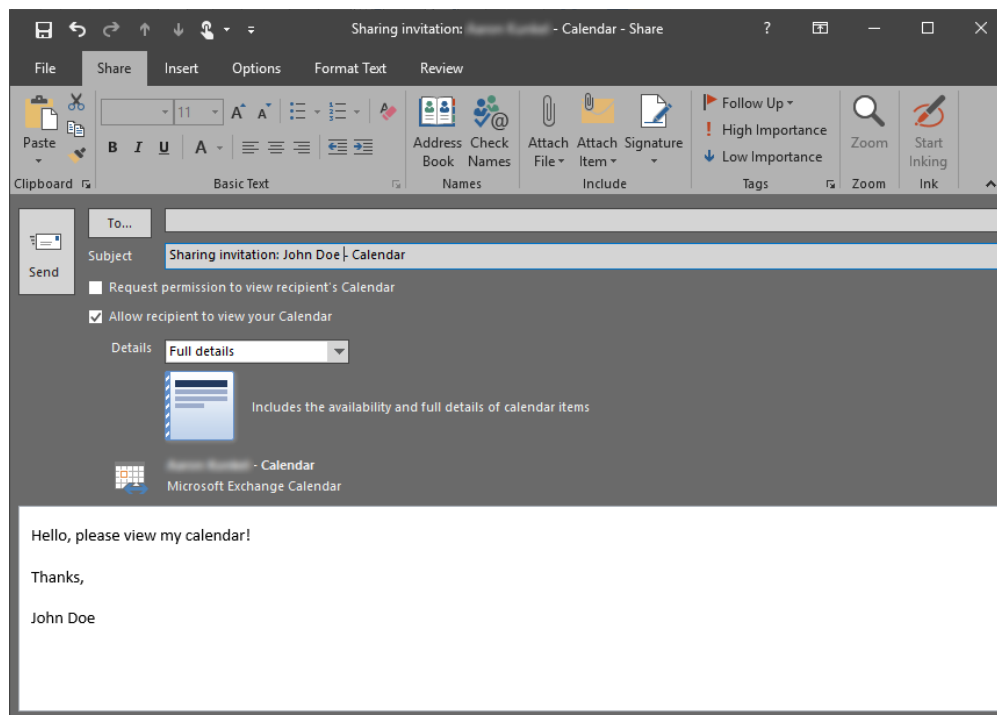 Sharing invitation: - Calendar - Share ?
File Share Insert Options Format Text Review
Paste
Clipboard
11 A A
B I U A
Basic Text
Address Book
Check Names
Names
Attach File
Attach Item
Signature
Include
Follow Up
! High Importance
Low Importance
Tags
Zoom
Zoom
Start Inking
Ink
Send
To...
Subject Sharing invitation: John Doe - Calendar
Request permission to view recipient's Calendar
Allow recipient to view your Calendar
Details Full details
Includes the availability and full details of calendar items
- Calendar
Microsoft Exchange Calendar
Hello, please view my calendar!
Thanks,
John Doe